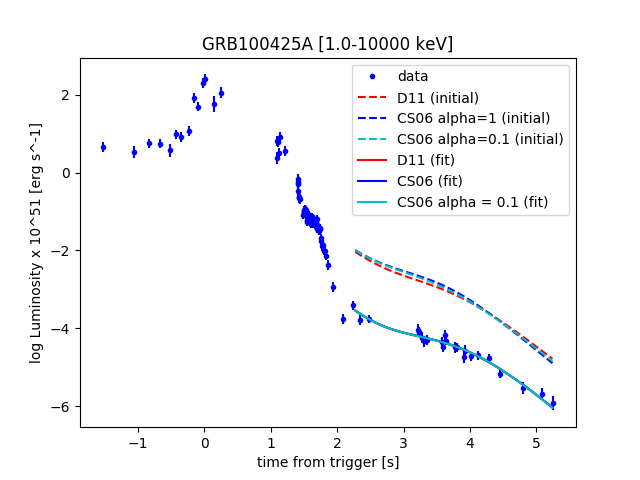 GRB100425A [1.0-10000 keV]
data
D11 (initial)
CS06 alpha=1 (initial)
CS06 alpha=0.1 (initial)
D11 (fit)
CS06 (fit)
CS06 alpha = 0.1 (fit)
log Luminosity x 10^51 [erg s^-1]
2
0
−2
−4
−6
−1 0 1 2 3 4 5
time from trigger [s]